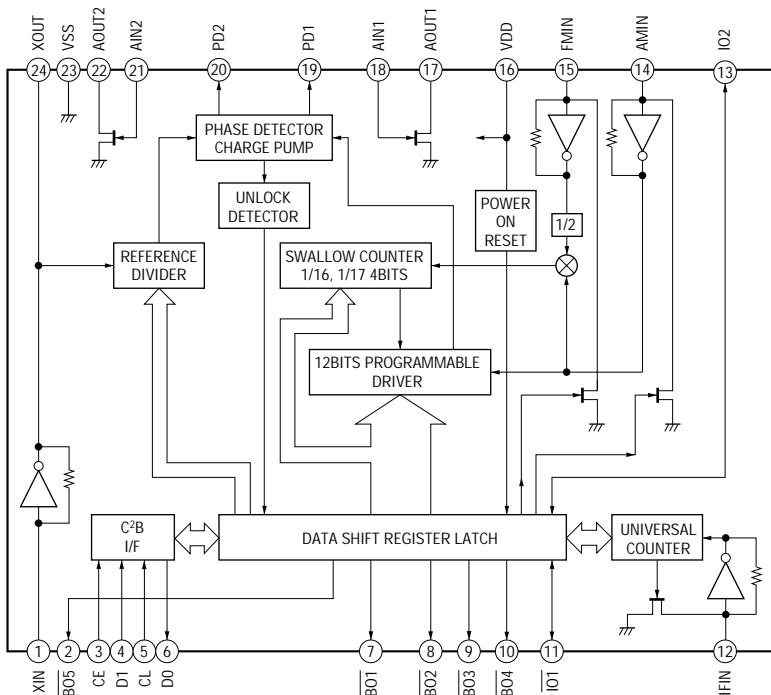 XOUT
VSS
AOUT2
AIN2
PD2
PD1
AIN1
AOUT1
VDD
FMIN
AMIN
IO2
24
23
22
21
20
19
18
17
16
15
14
13
PHASE DETECTOR
CHARGE PUMP
UNLOCK
DETECTOR
POWER
ON
RESET
1/2
REFERENCE
DIVIDER
SWALLOW COUNTER
1/16, 1/17 4BITS
12BITS PROGRAMMABLE
DRIVER
C²B
I/F
DATA SHIFT REGISTER LATCH
UNIVERSAL
COUNTER
1
2
3
4
5
6
7
8
9
10
11
12
XIN
BO5
CE
D1
CL
D0
BO1
BO2
BO3
BO4
IO1
IFIN